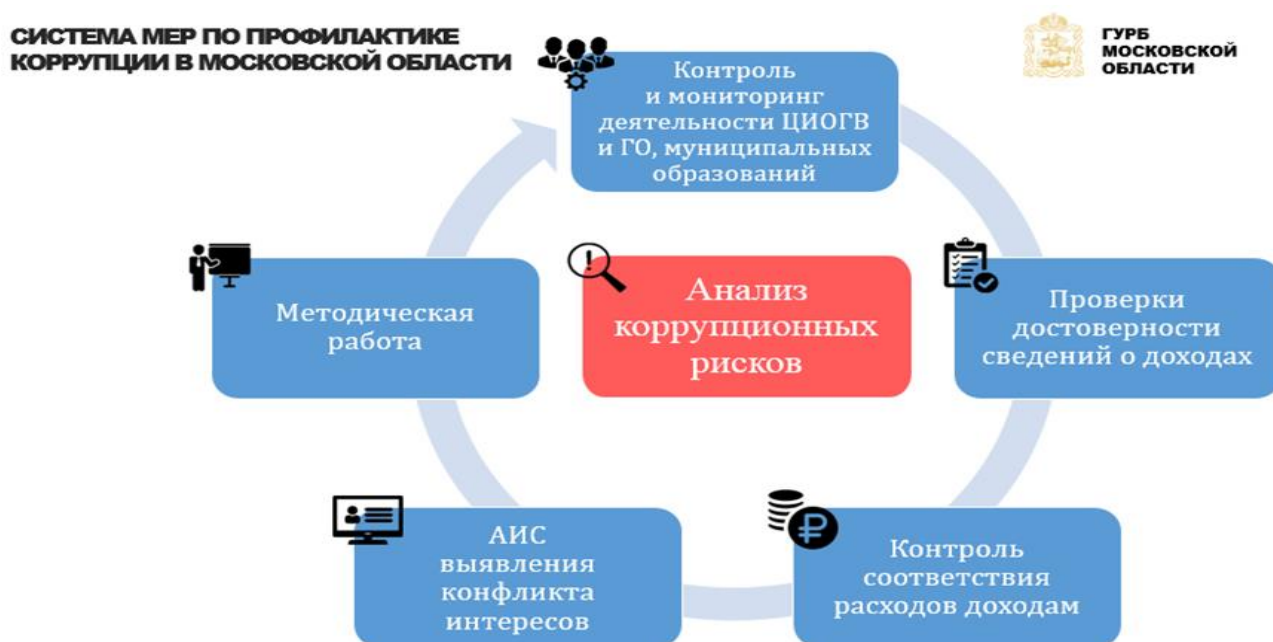 СИСТЕМА МЕР ПО ПРОФИЛАКТИКЕ
КОРРУПЦИИ В МОСКОВСКОЙ ОБЛАСТИ
ГУРБ
МОСКОВСКОЙ
ОБЛАСТИ
Контроль
и мониторинг
деятельности ЦИОГВ
и ГО, муниципальных
образований
Методическая
работа
Анализ
коррупционных
рисков
Проверки
достоверности
сведений о доходах
АИС
выявления
конфликта
интересов
Контроль
соответствия
расходов доходам